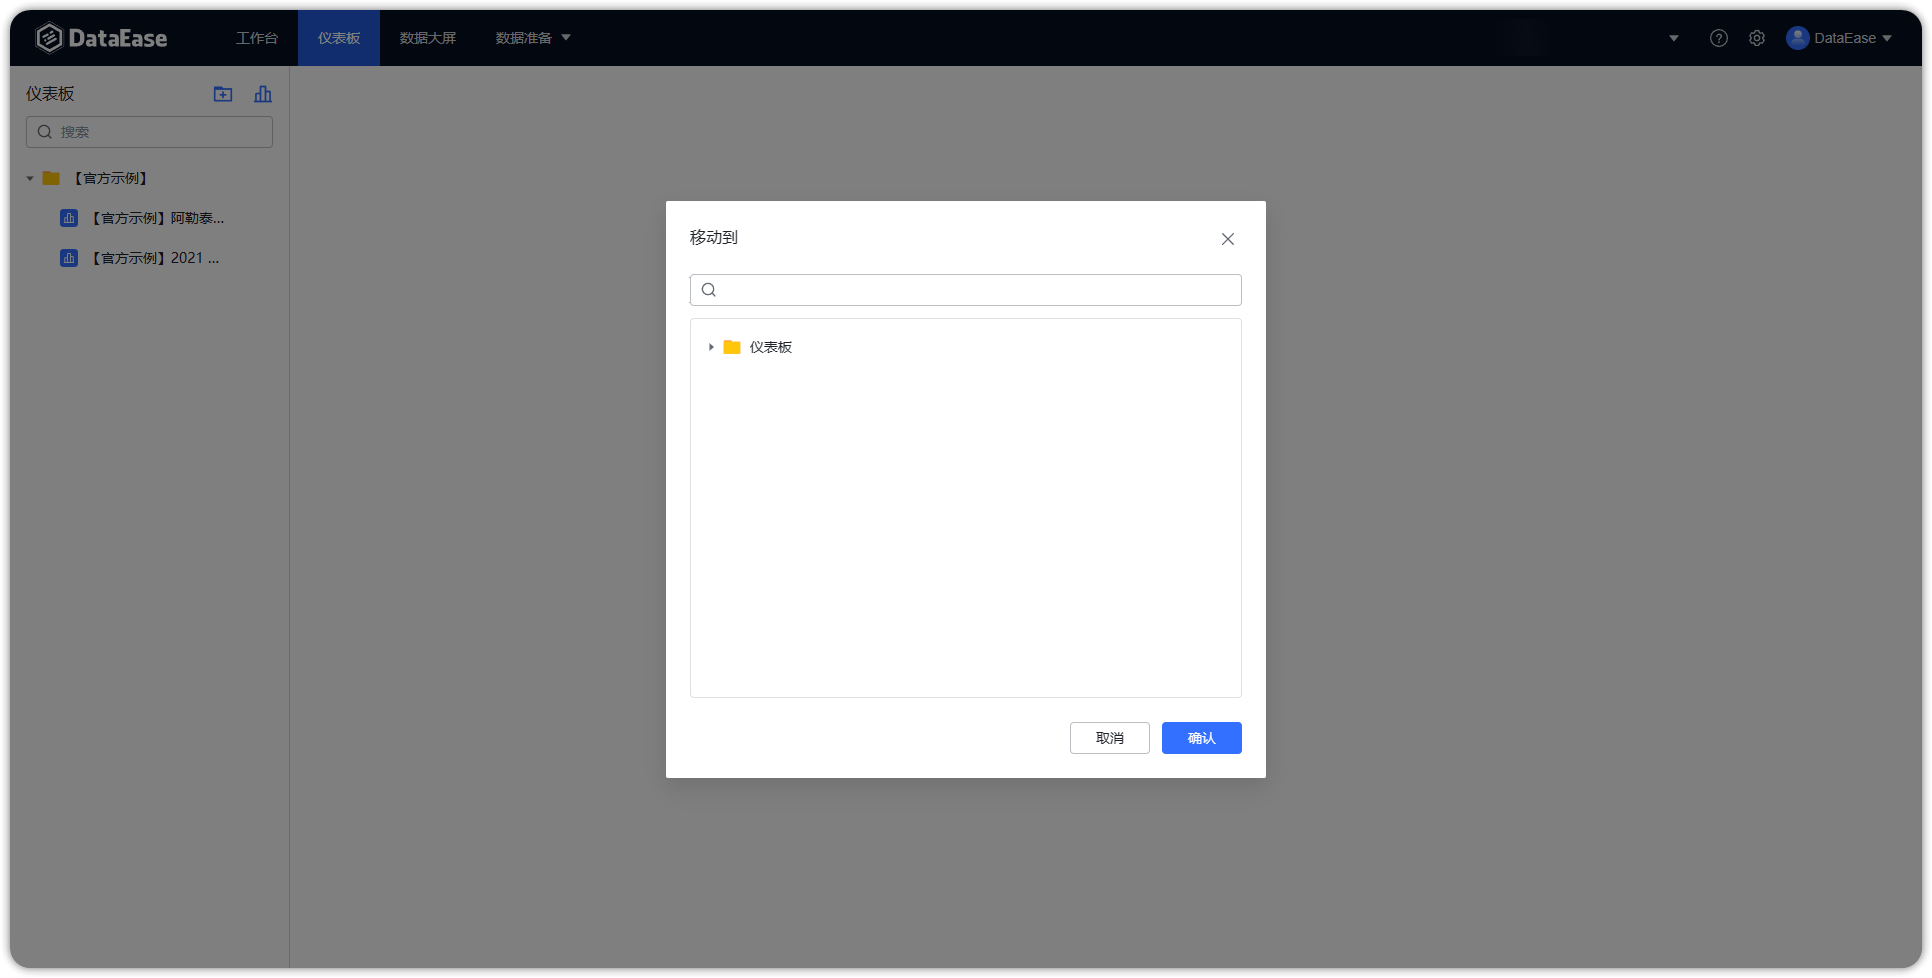 DataEase 工作台 仪表板 数据大屏 数据准备 DataEase
仪表板
搜索
【官方示例】
【官方示例】阿勒泰...
【官方示例】2021 ...
移动到
仪表板
取消 确认